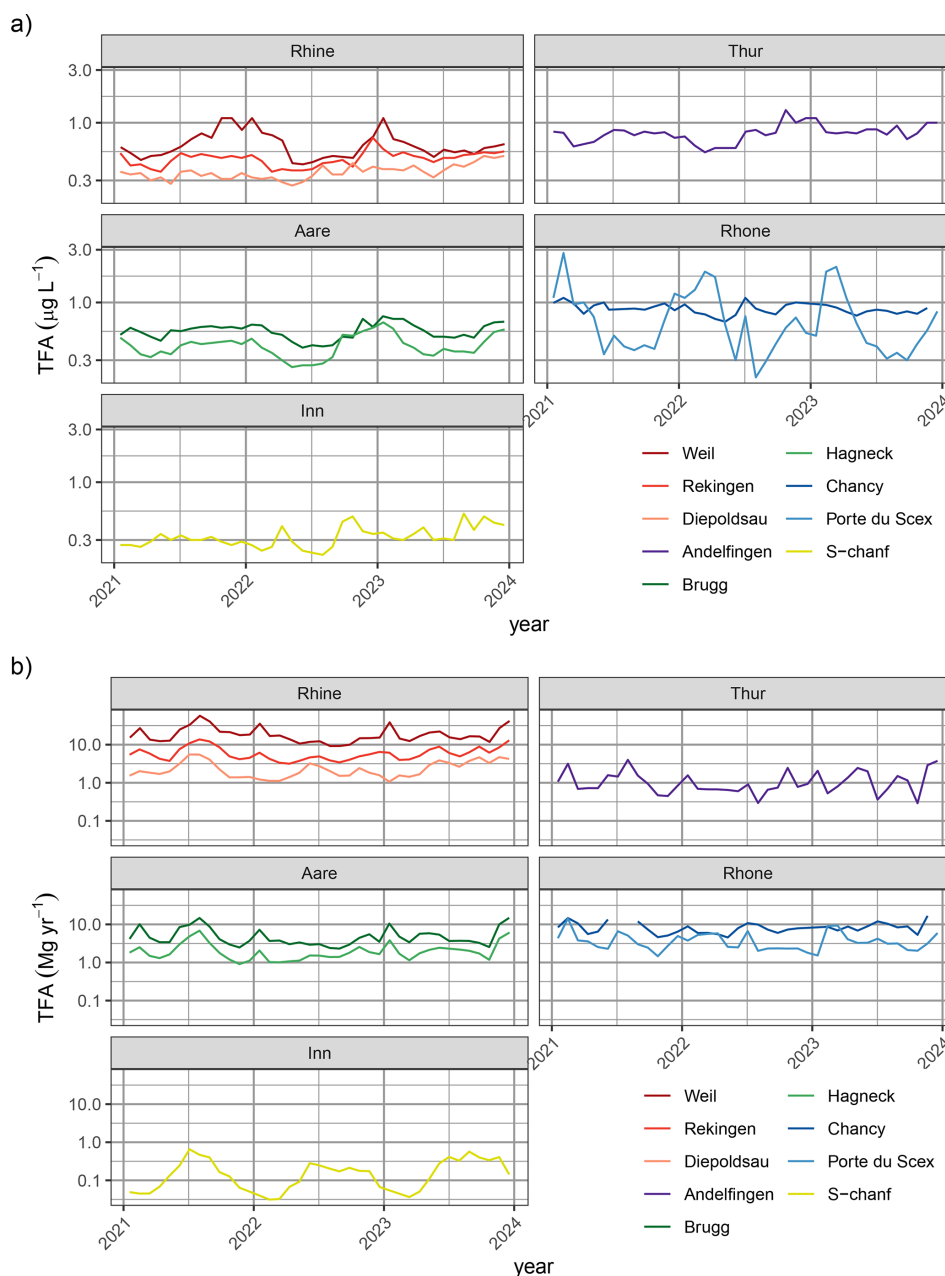 a)
Rhine
Thur
3.0
1.0
0.3
Aare
Rhone
3.0
1.0
0.3
TFA (μg L−1)
Inn
2021
2022
2023
2024
3.0
1.0
0.3
Weil
Hagneck
Rekingen
Chancy
Diepoldsau
Porte du Scex
Andelfingen
S−chanf
Brugg
2021
2022
2023
2024
year
b)
Rhine
Thur
10.0
1.0
0.1
Aare
Rhone
10.0
1.0
0.1
TFA (Mg yr−1)
Inn
2021
2022
2023
2024
10.0
1.0
0.1
Weil
Hagneck
Rekingen
Chancy
Diepoldsau
Porte du Scex
Andelfingen
S−chanf
Brugg
2021
2022
2023
2024
year